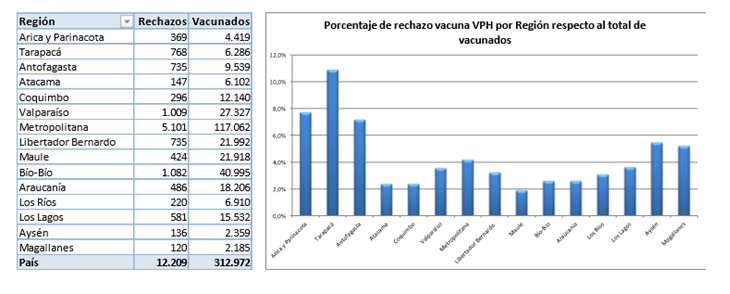 Región Rechazos Vacunados
Arica y Parinacota 369 4.419
Tarapacá 768 6.286
Antofagasta 735 9.539
Atacama 147 6.102
Coquimbo 296 12.140
Valparaíso 1.009 27.327
Metropolitana 5.101 117.062
Libertador Bernardo 735 21.992
Maule 424 21.918
Bío-Bío 1.082 40.995
Araucanía 486 18.206
Los Ríos 220 6.910
Los Lagos 581 15.532
Aysén 136 2.359
Magallanes 120 2.185
País 12.209 312.972
Porcentaje de rechazo vacuna VPH por Región respecto al total de
vacunados
12,0%
10,0%
8,0%
6,0%
4,0%
2,0%
0,0%
Arica y Parinacota
Tarapacá
Antofagasta
Atacama
Coquimbo
Valparaíso
Metropolitana
Libertador Bernardo
Maule
Bío-Bío
Araucanía
Los Ríos
Los Lagos
Aysén
Magallanes